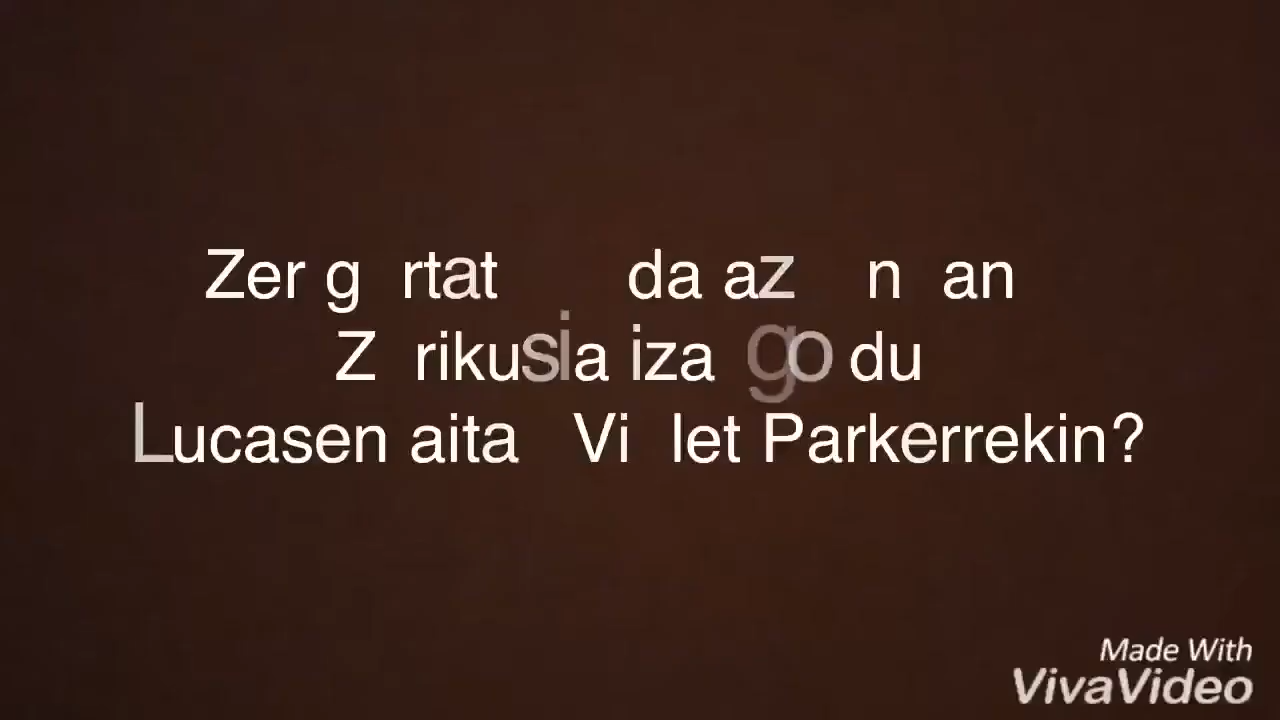 Zer g rtat da az n an
Z rikusia iza go du
Lucasen aita Vi let Parkerrekin?
Made With
VivaVideo